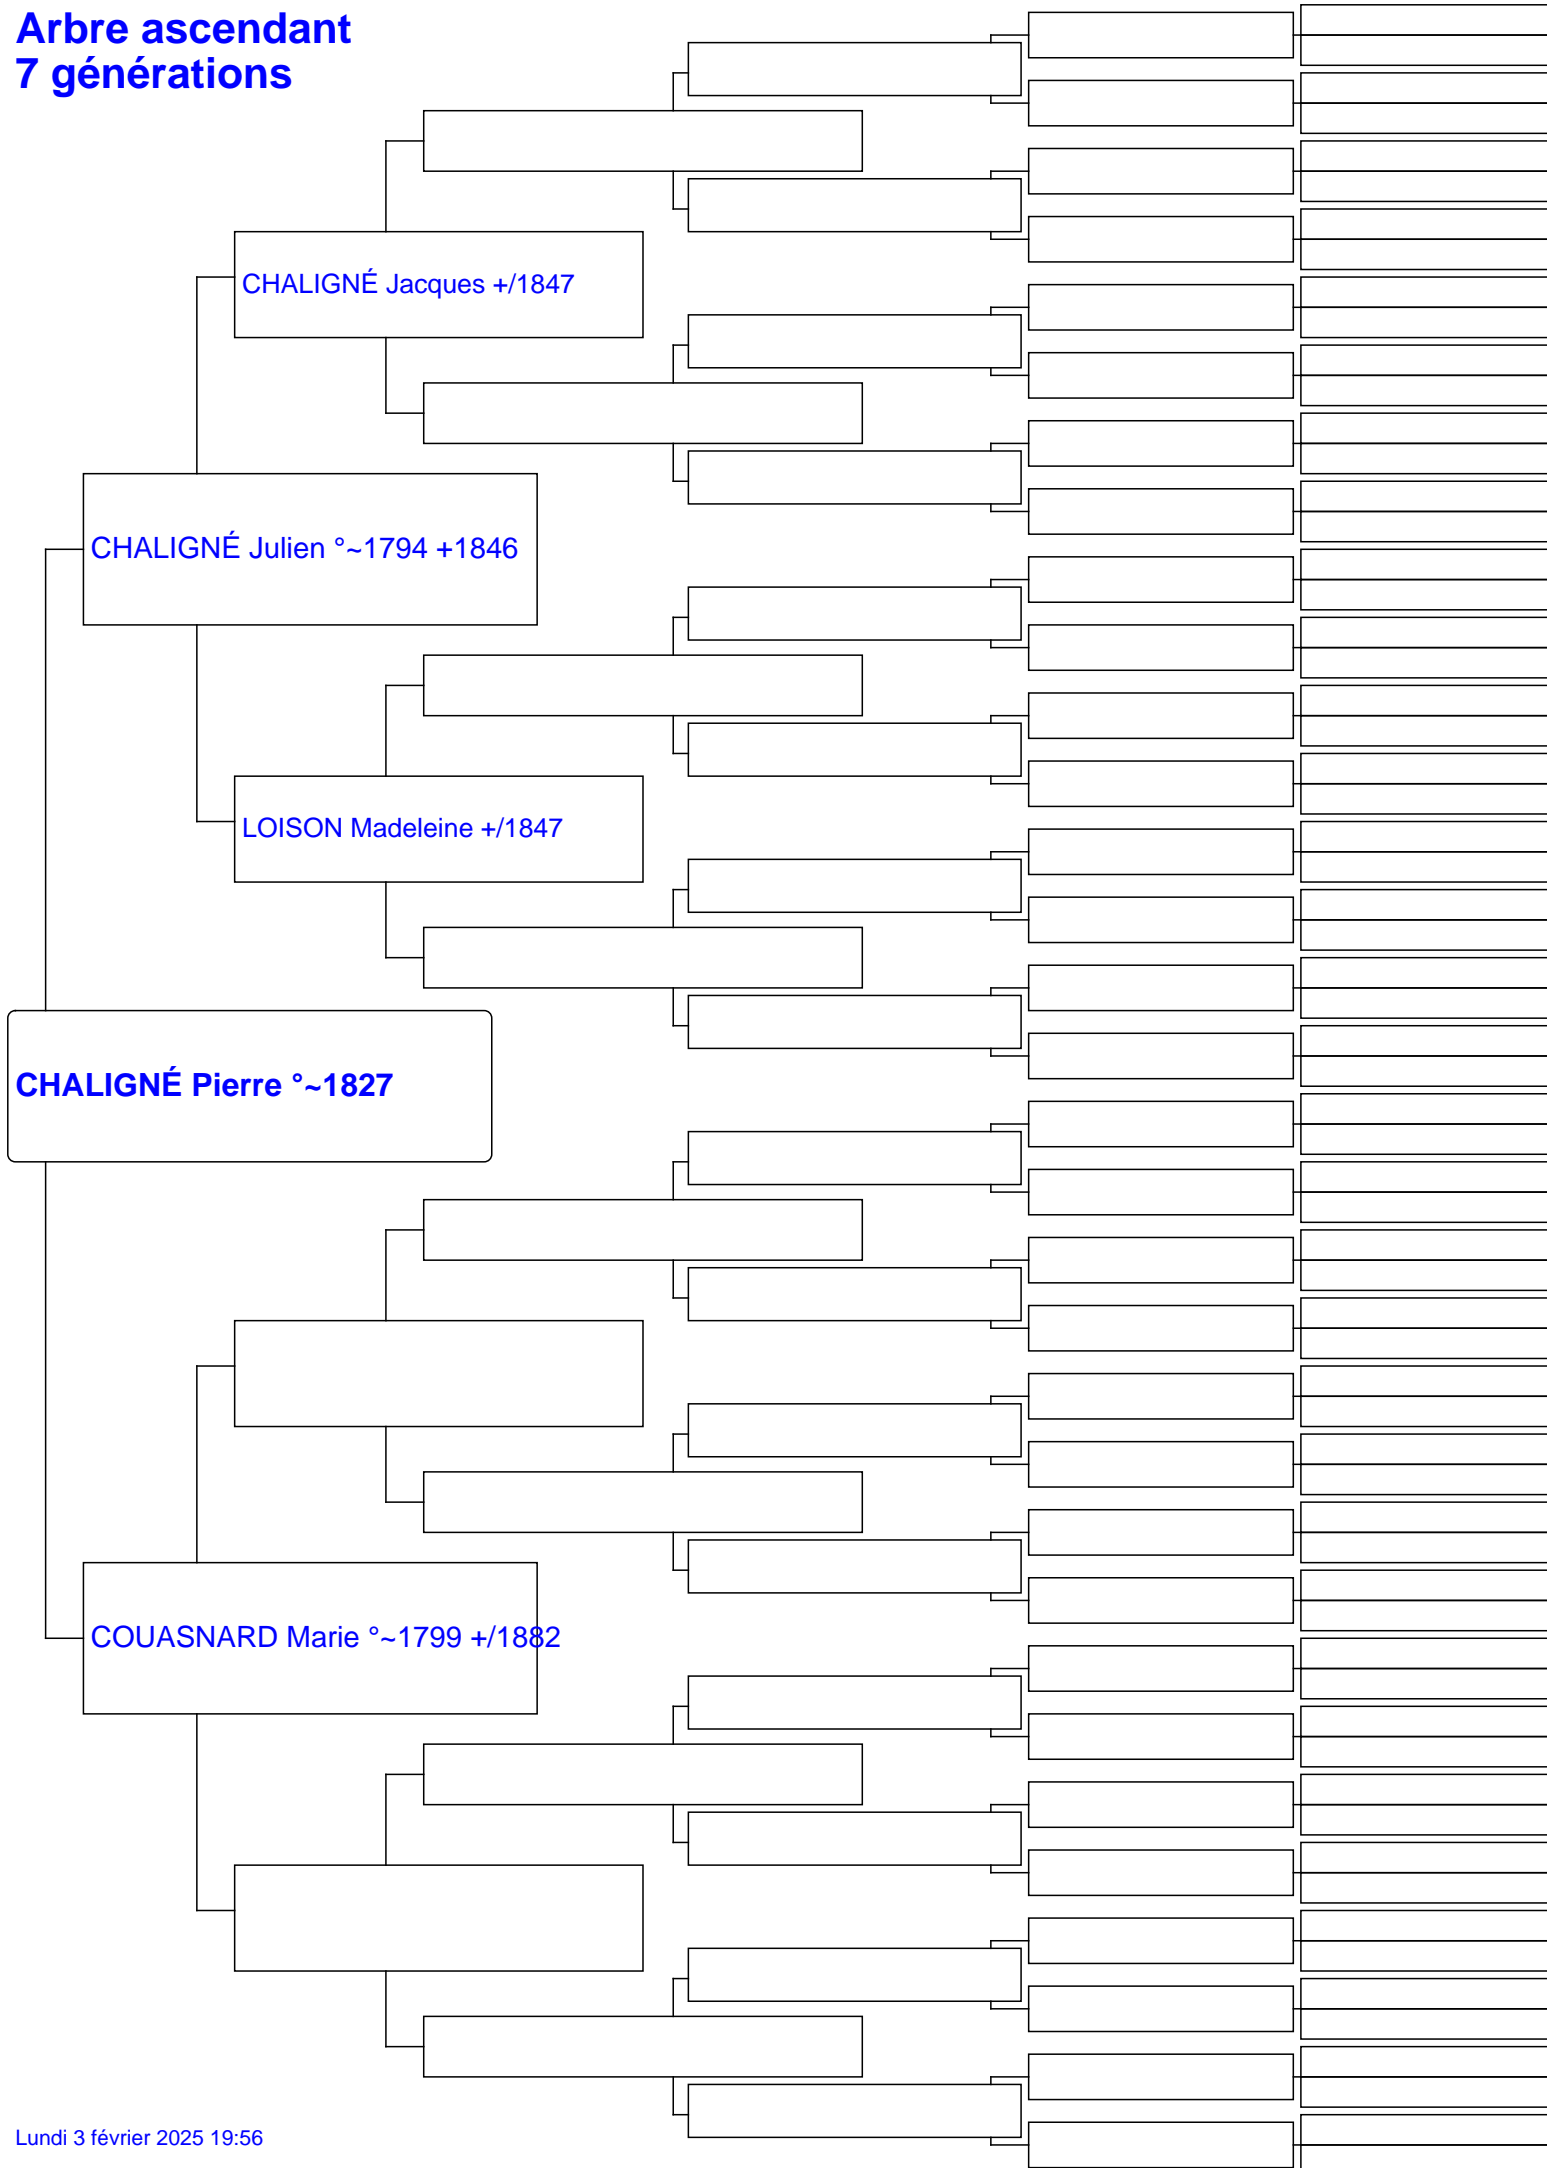 Arbre ascendant
7 générations
CHALIGNÉ Jacques +/1847
CHALIGNÉ Julien °~1794 +1846
LOISON Madeleine +/1847
CHALIGNÉ Pierre °~1827
COUASNARD Marie °~1799 +/1882
Lundi 3 février 2025 19:56